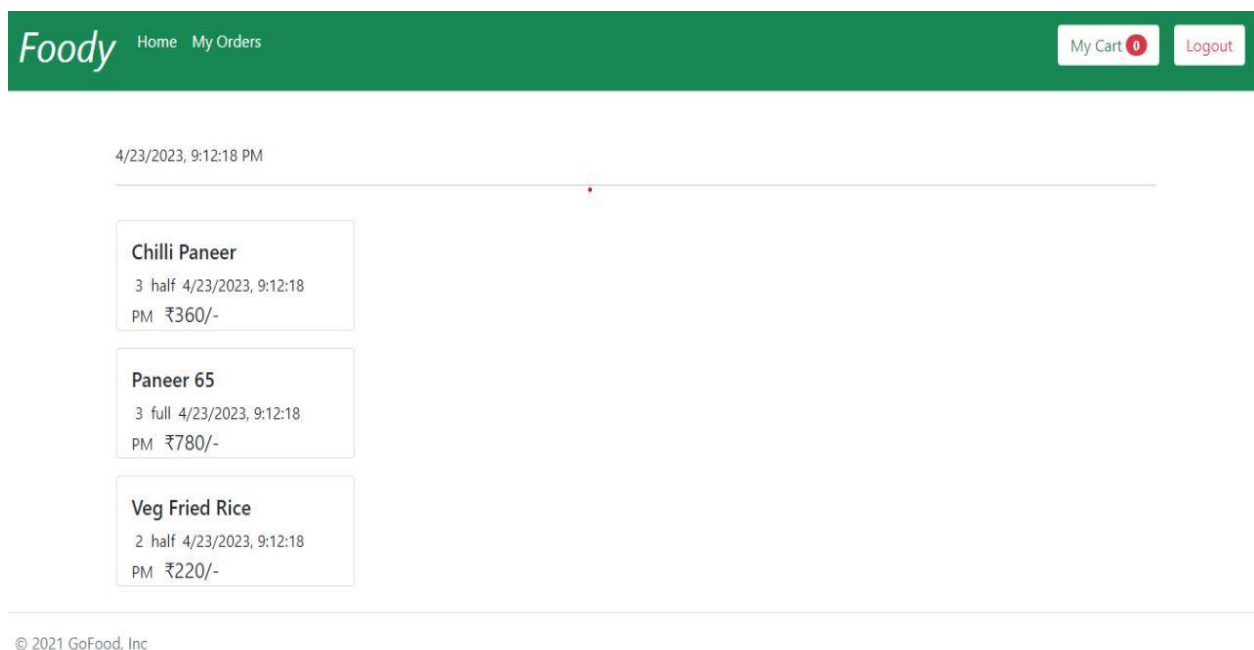 Foody Home My Orders My Cart 0 Logout
4/23/2023, 9:12:18 PM
Chilli Paneer
3 half 4/23/2023, 9:12:18
PM ₹360/-
Paneer 65
3 full 4/23/2023, 9:12:18
PM ₹780/-
Veg Fried Rice
2 half 4/23/2023, 9:12:18
PM ₹220/-
© 2021 GoFood, Inc